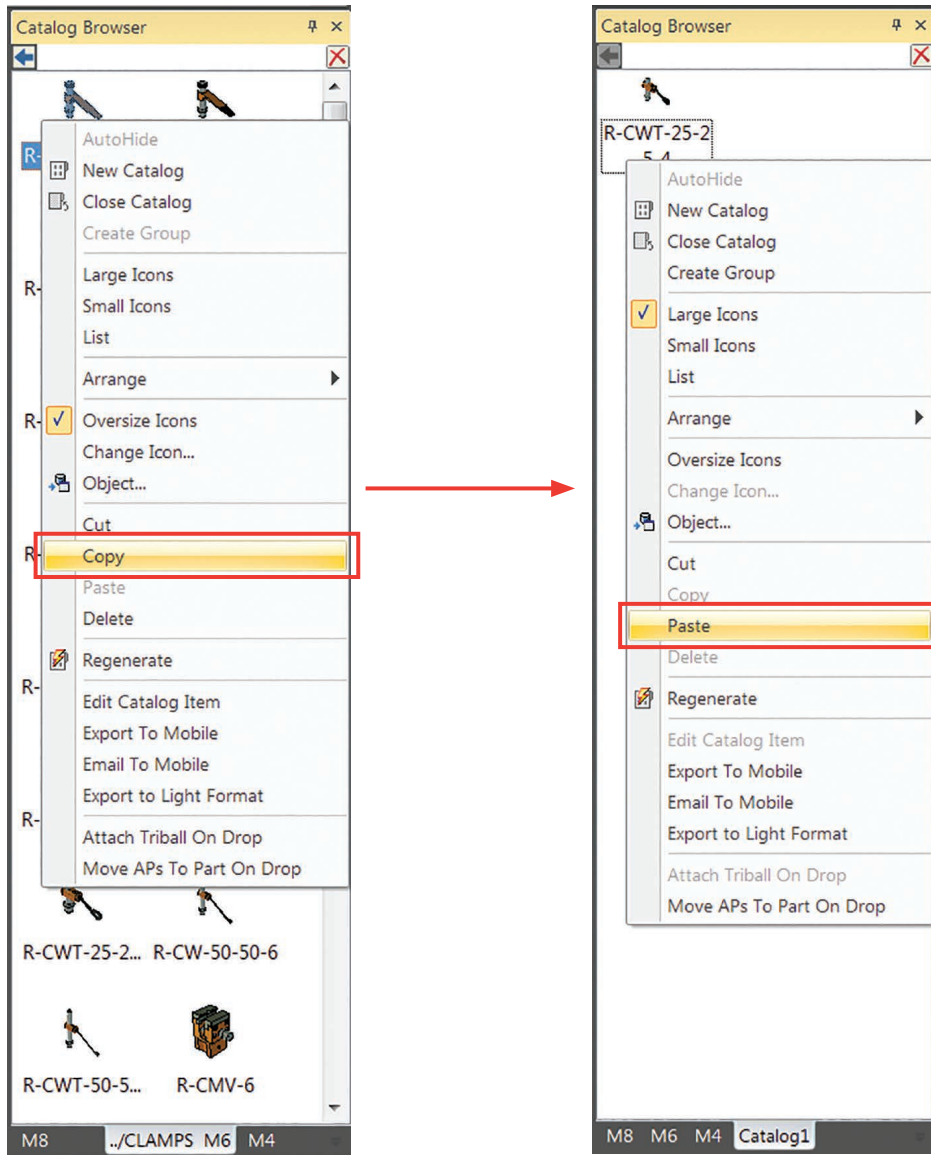 Catalog Browser
R-
AutoHide
New Catalog
Close Catalog
Create Group
R-
Large Icons
Small Icons
List
Arrange
R-
Oversize Icons
Change Icon...
Object...
Cut
R-
Copy
Paste
Delete
Regenerate
R-
Edit Catalog Item
Export To Mobile
Email To Mobile
Export to Light Format
R-
Attach Triball On Drop
Move APs To Part On Drop
R-CWT-25-2... R-CW-50-50-6
R-CWT-50-5... R-CMV-6
M8 ../CLAMPS M6 M4
Catalog Browser
R-CWT-25-2
5-4
AutoHide
New Catalog
Close Catalog
Create Group
Large Icons
Small Icons
List
Arrange
Oversize Icons
Change Icon...
Object...
Cut
Copy
Paste
Delete
Regenerate
Edit Catalog Item
Export To Mobile
Email To Mobile
Export to Light Format
Attach Triball On Drop
Move APs To Part On Drop
M8 M6 M4 Catalog1